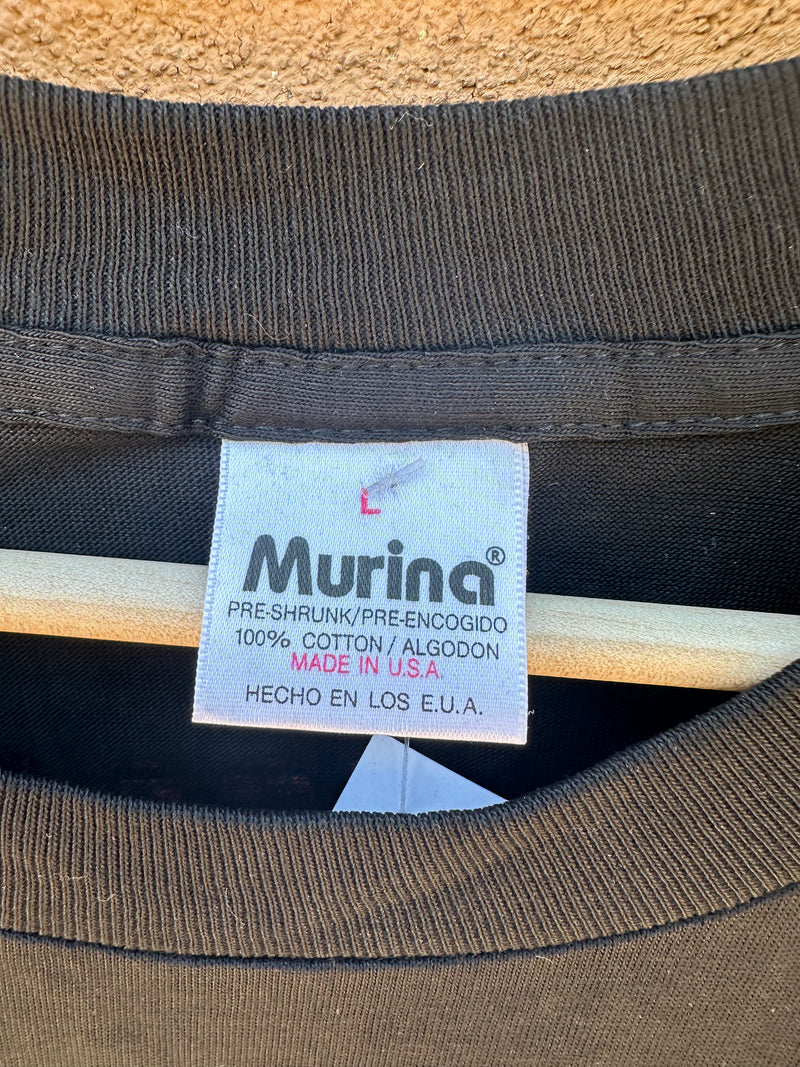 L
Murina®
PRE-SHRUNK/PRE-ENCOGIDO
100% COTTON / ALGODON
MADE IN U.S.A.
HECHO EN LOS E.U.A.